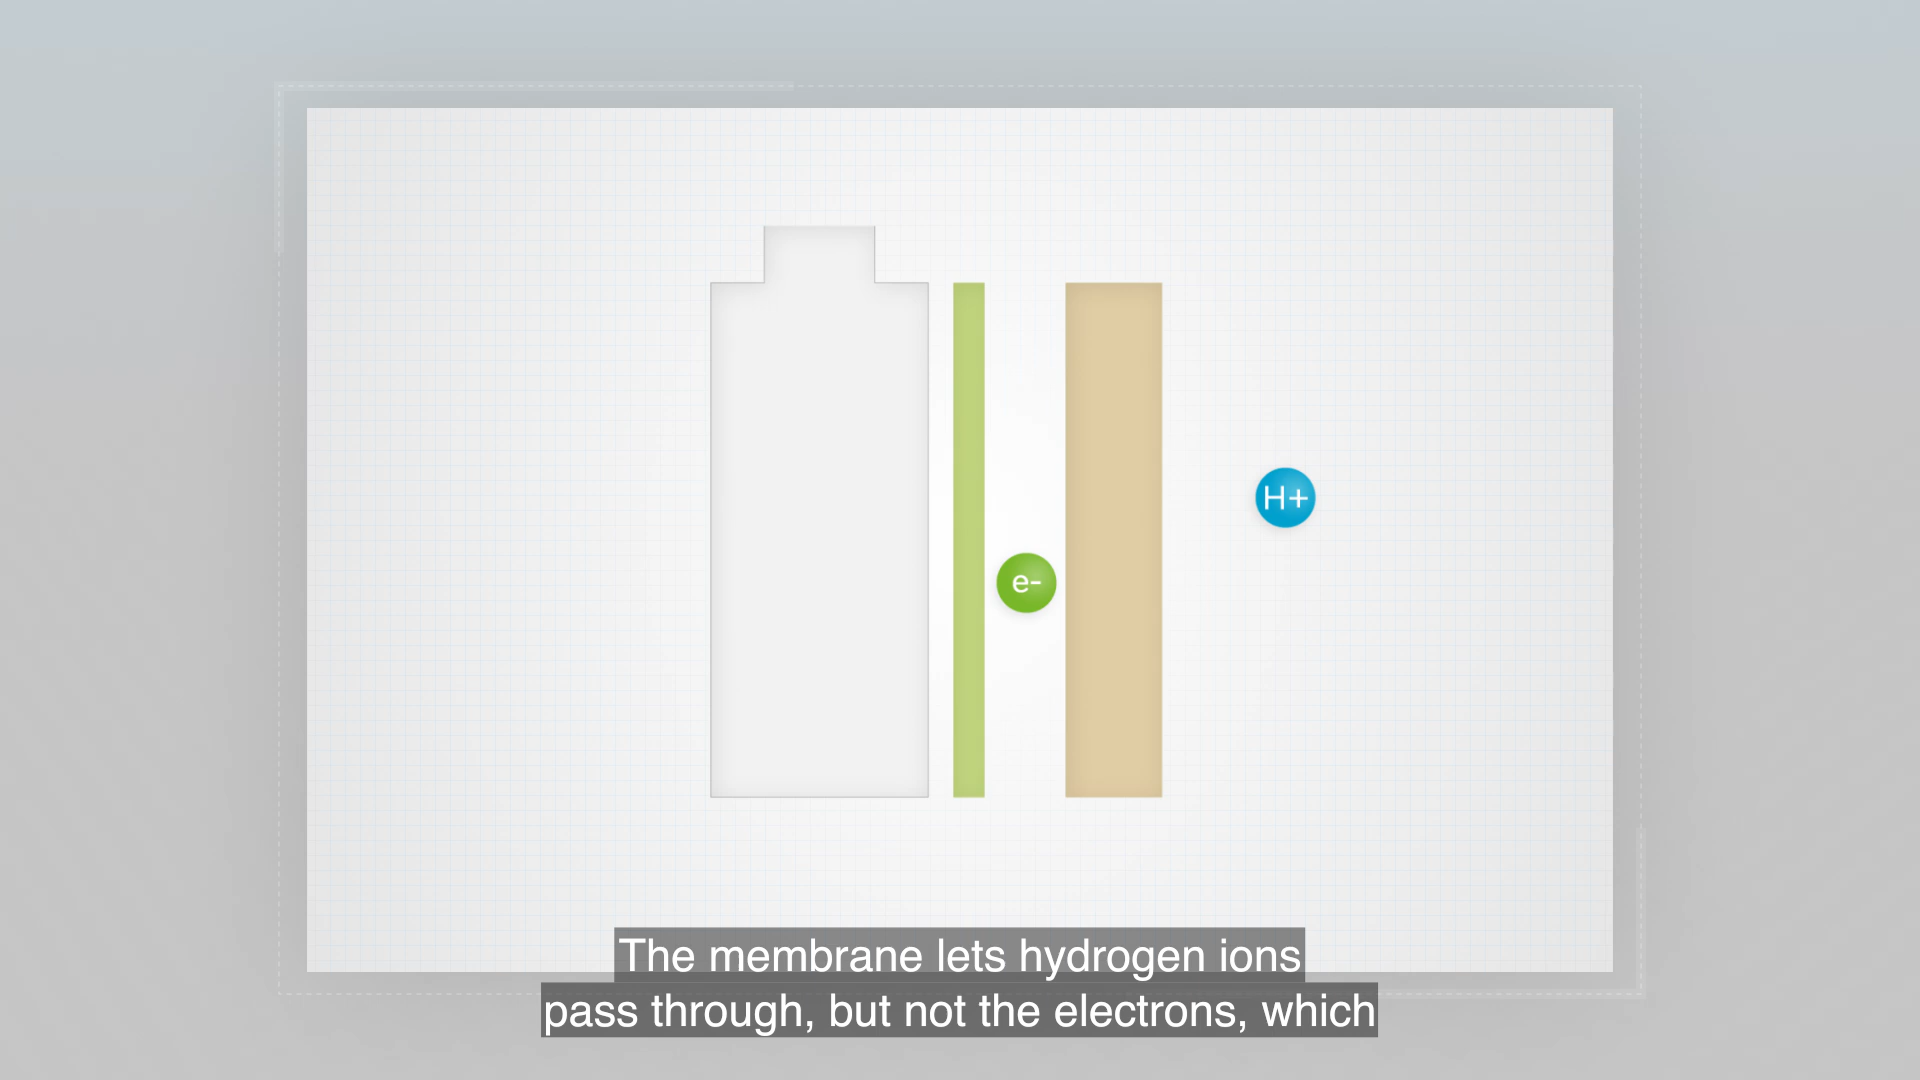 H+
e-
The membrane lets hydrogen ions
pass through, but not the electrons, which